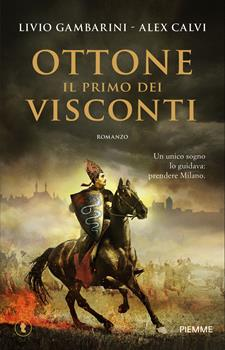 LIVIO GAMBARINI - ALEX CALVI
OTTONE
IL PRIMO DEI
VISCONTI
ROMANZO
Un unico sogno
lo guidava:
prendere Milano.
PIEMME